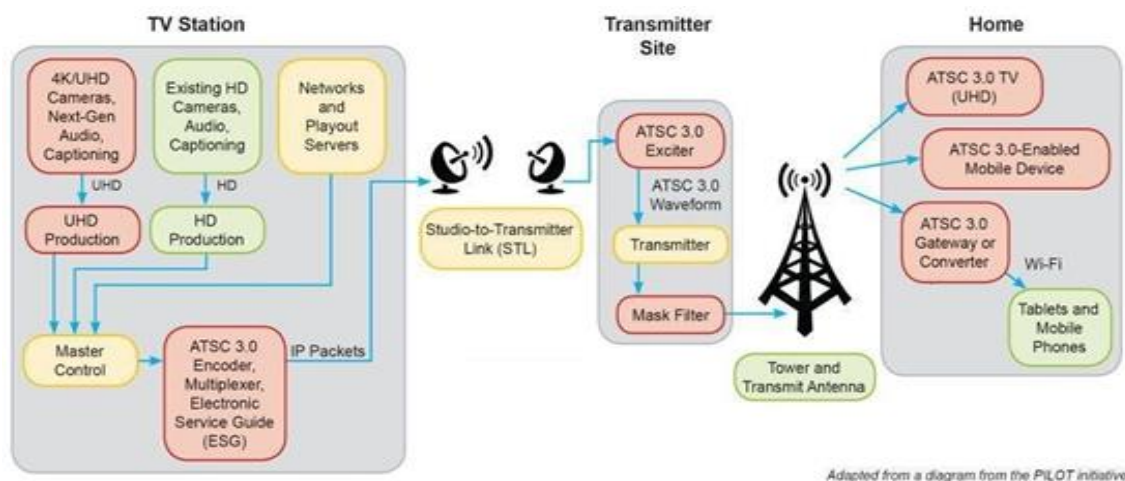 TV Station
Transmitter
Site
Home
4K/UHD
Cameras,
Next-Gen
Audio,
Captioning
Existing HD
Cameras,
Audio,
Captioning
Networks
and
Playout
Servers
UHD
HD
UHD
Production
HD
Production
Master
Control
ATSC 3.0
Encoder,
Multiplexer,
Electronic
Service Guide
(ESG)
IP Packets
Studio-to-Transmitter
Link (STL)
ATSC 3.0
Exciter
ATSC 3.0
Waveform
Transmitter
Mask Filter
Tower and
Transmit Antenna
ATSC 3.0 TV
(UHD)
ATSC 3.0-Enabled
Mobile Device
ATSC 3.0
Gateway or
Converter
Wi-Fi
Tablets and
Mobile
Phones
Adapted from a diagram from the PILOT initiative